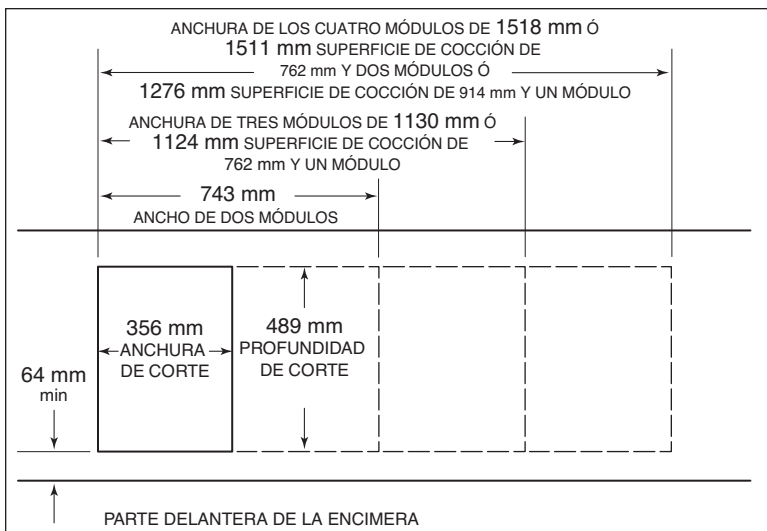 ANCHURA DE LOS CUATRO MÓDULOS DE 1518 mm Ó
1511 mm SUPERFICIE DE COCCIÓN DE
762 mm Y DOS MÓDULOS Ó
1276 mm SUPERFICIE DE COCCIÓN DE 914 mm Y UN MÓDULO
ANCHURA DE TRES MÓDULOS DE 1130 mm Ó
1124 mm SUPERFICIE DE COCCIÓN DE
762 mm Y UN MÓDULO
743 mm
ANCHO DE DOS MÓDULOS
356 mm
ANCHURA
DE CORTE
489 mm
PROFUNDIDAD
DE CORTE
64 mm
min
PARTE DELANTERA DE LA ENCIMERA